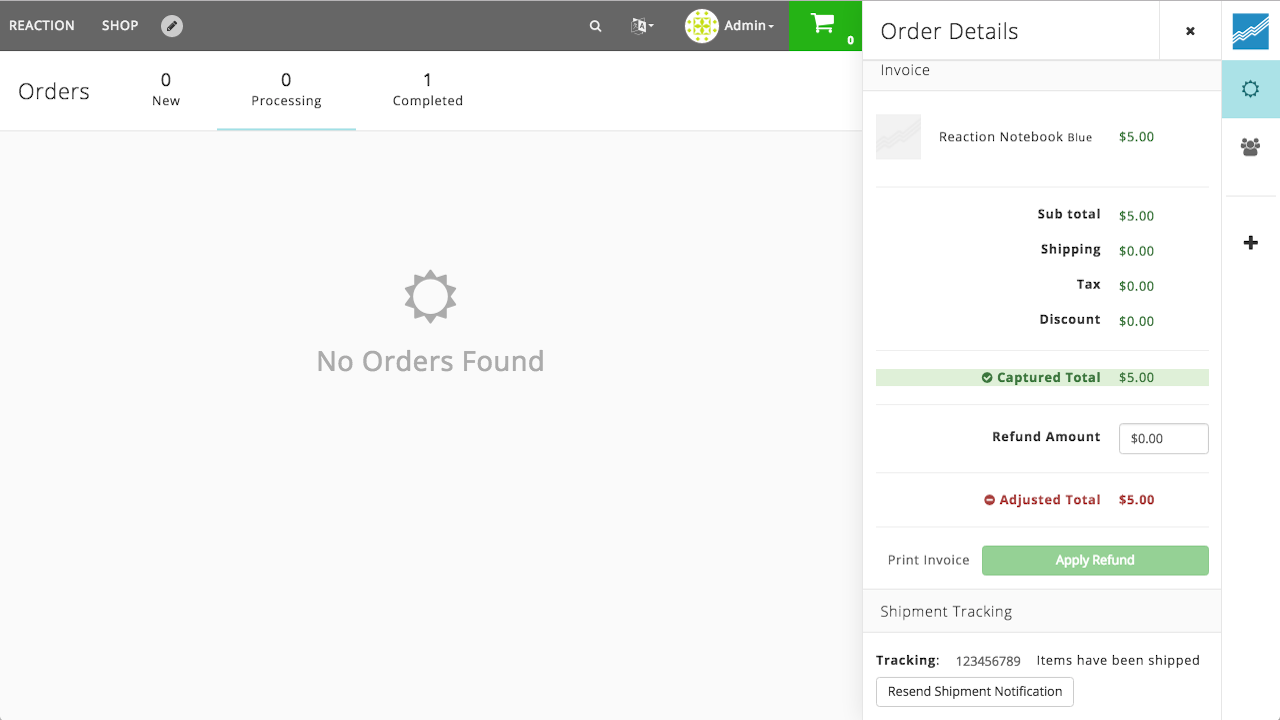 REACTION SHOP Admin 0
Orders
0 0 1
New Processing Completed
No Orders Found
Order Details
Invoice
Reaction Notebook Blue $5.00
Sub total $5.00
Shipping $0.00
Tax $0.00
Discount $0.00
Captured Total $5.00
Refund Amount $0.00
Adjusted Total $5.00
Print Invoice Apply Refund
Shipment Tracking
Tracking: 123456789 Items have been shipped
Resend Shipment Notification